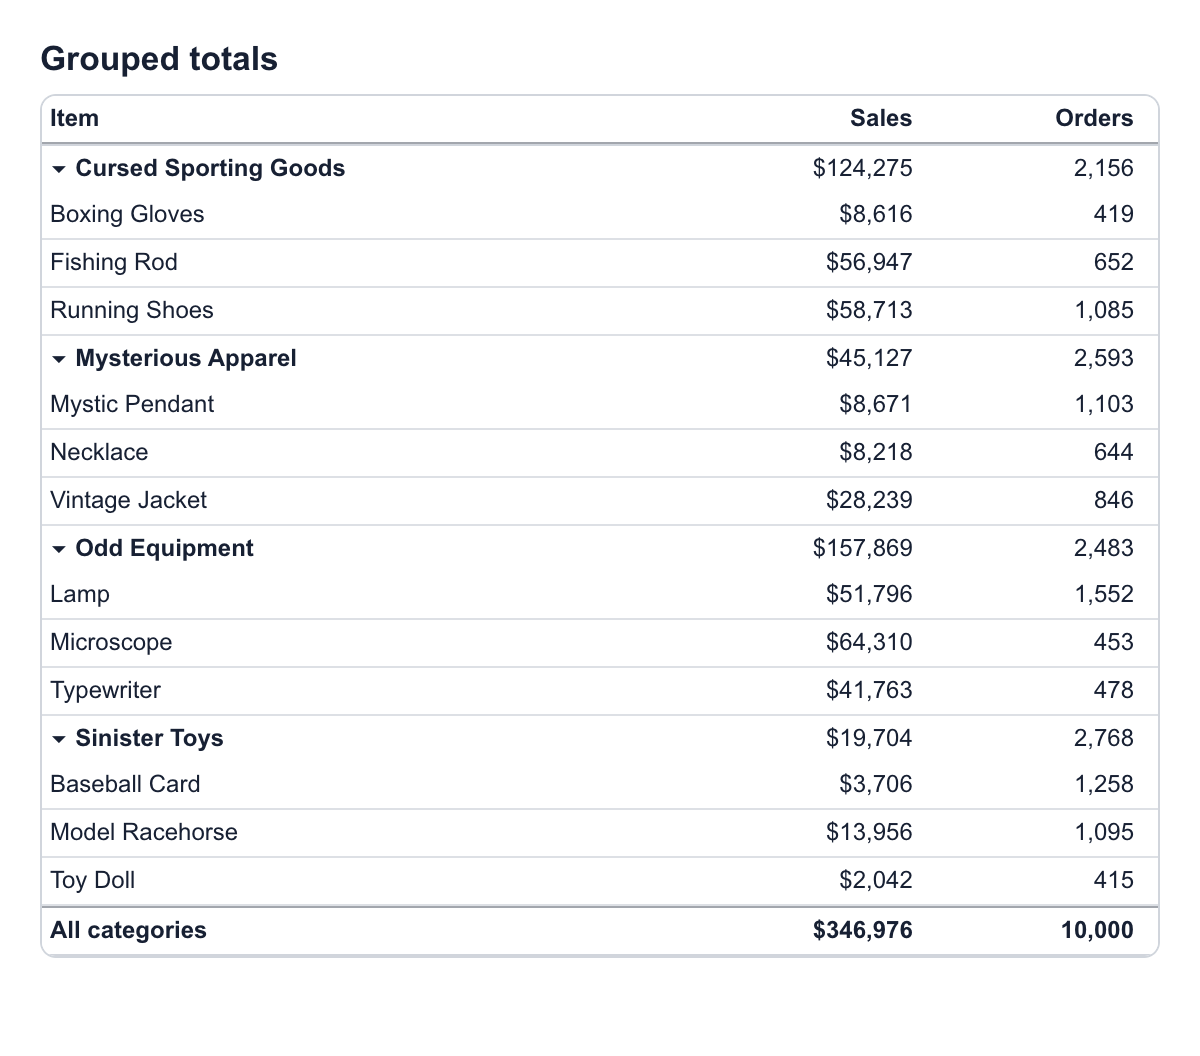 Grouped totals
Item Sales Orders
Cursed Sporting Goods $124,275 2,156
Boxing Gloves $8,616 419
Fishing Rod $56,947 652
Running Shoes $58,713 1,085
Mysterious Apparel $45,127 2,593
Mystic Pendant $8,671 1,103
Necklace $8,218 644
Vintage Jacket $28,239 846
Odd Equipment $157,869 2,483
Lamp $51,796 1,552
Microscope $64,310 453
Typewriter $41,763 478
Sinister Toys $19,704 2,768
Baseball Card $3,706 1,258
Model Racehorse $13,956 1,095
Toy Doll $2,042 415
All categories $346,976 10,000